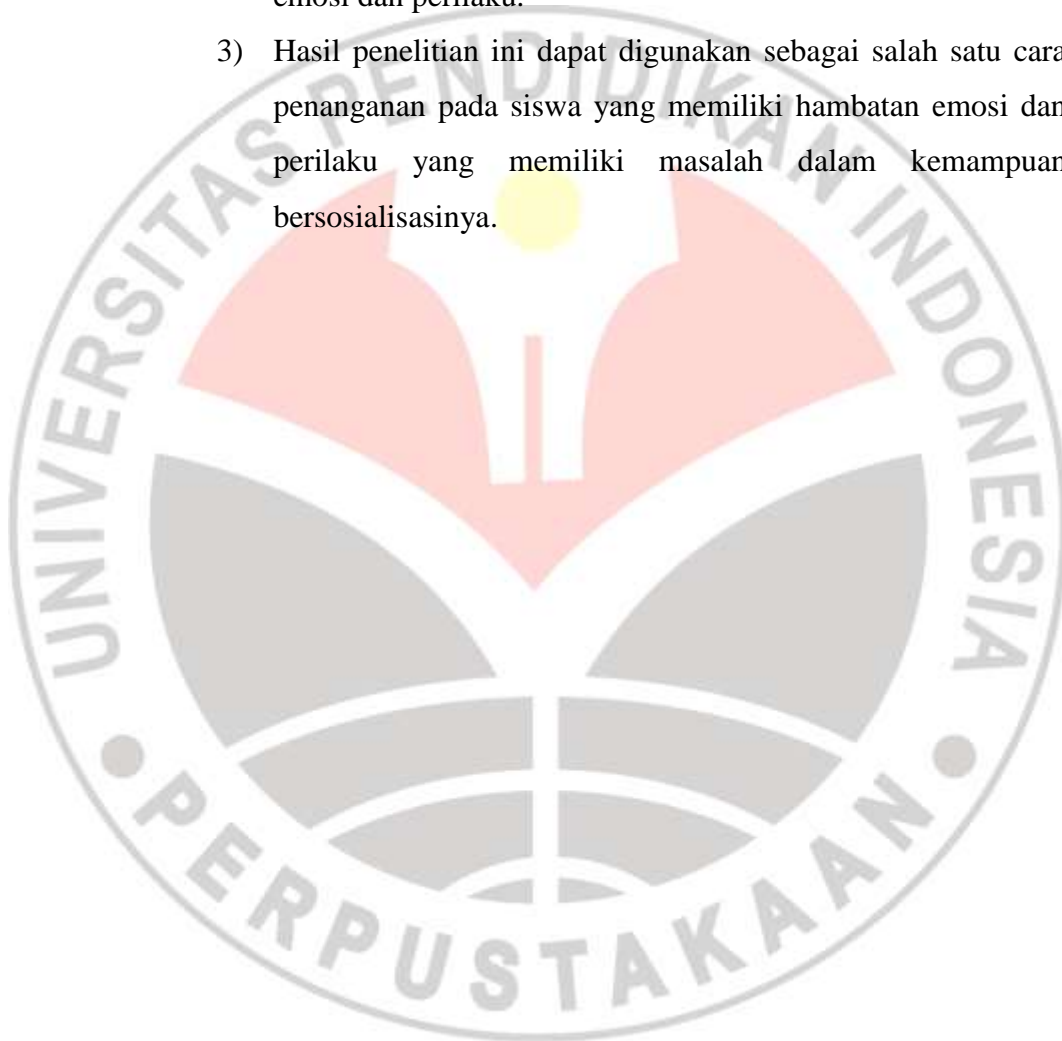 emosi dan perilaku.
3) Hasil penelitian ini dapat digunakan sebagai salah satu cara
penanganan pada siswa yang memiliki hambatan emosi dan
perilaku yang memiliki masalah dalam kemampuan
bersosialisasinya.
UNIVERSITAS PENDIDIKAN INDONESIA
PERPUSTAKAAN